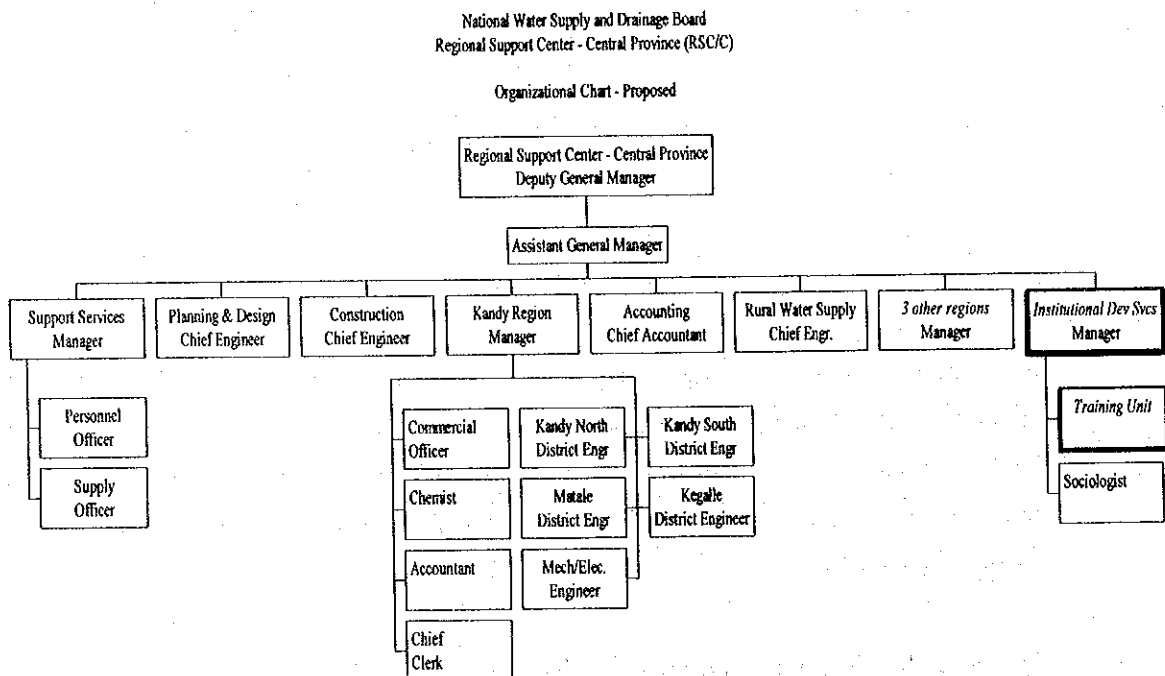 National Water Supply and Drainage Board
Regional Support Center - Central Province (RSC/C)
Organizational Chart - Proposed
Regional Support Center - Central Province
Deputy General Manager
Assistant General Manager
Support Services
Manager
Planning & Design
Chief Engineer
Construction
Chief Engineer
Kandy Region
Manager
Accounting
Chief Accountant
Rural Water Supply
Chief Engr.
3 other regions
Manager
Institutional Dev Svcs
Manager
Personnel
Officer
Supply
Officer
Commercial
Officer
Chemist
Accountant
Chief
Clerk
Kandy North
District Engr
Matale
District Engr
Mech/Elec.
Engineer
Kandy South
District Engr
Kegalle
District Engineer
Training Unit
Sociologist